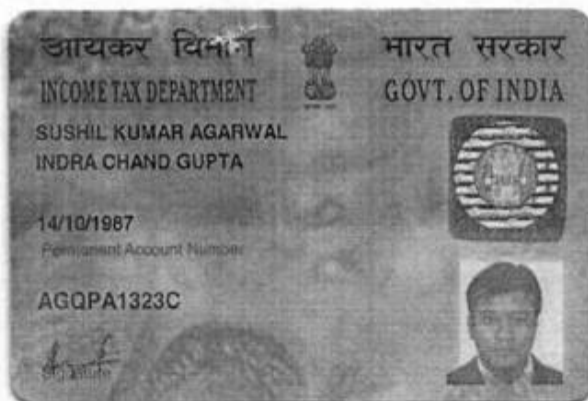 आयकर विभाग
भारत सरकार
INCOME TAX DEPARTMENT
GOVT. OF INDIA
SUSHIL KUMAR AGARWAL
INDRA CHAND GUPTA
14/10/1987
Permanent Account Number
AGQPA1323C
Signature